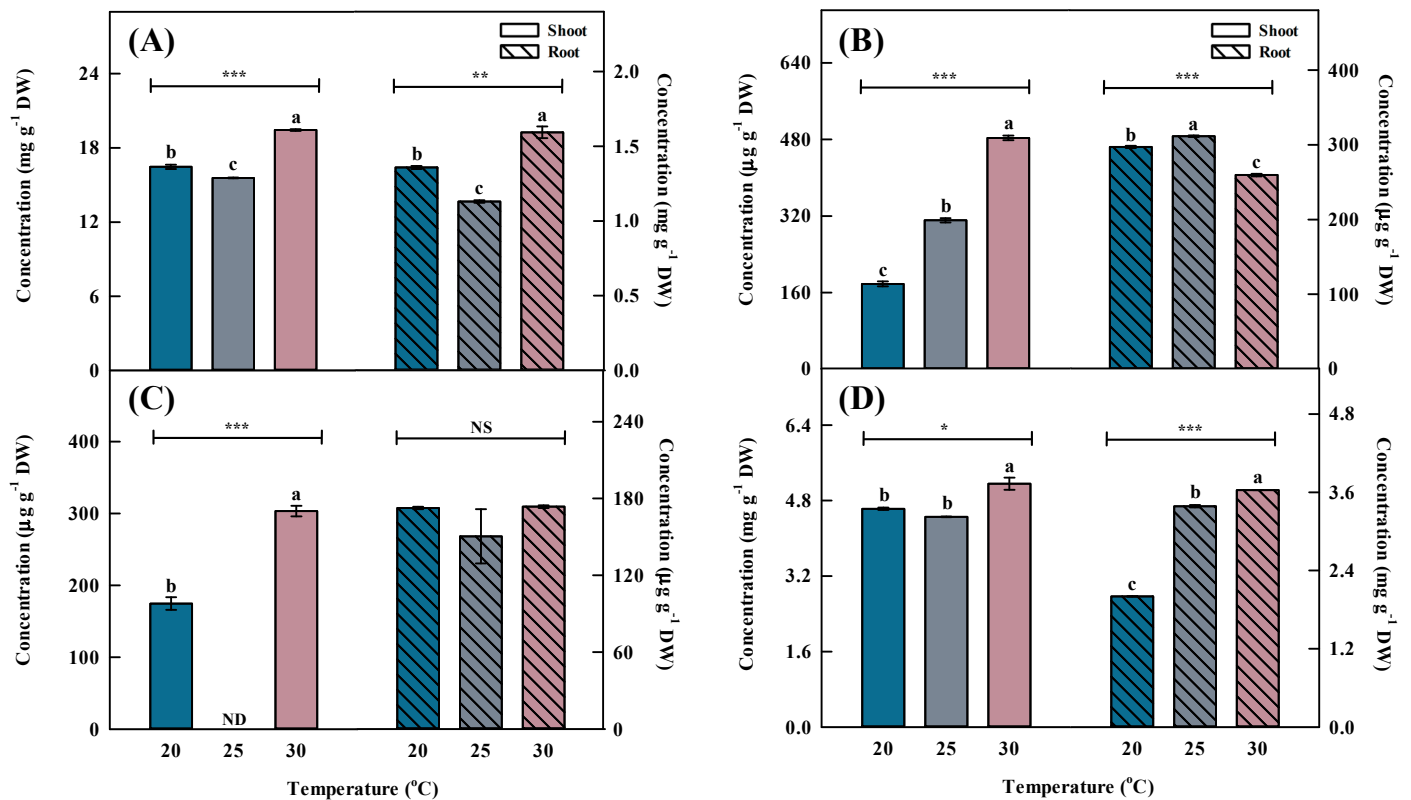 (A)
Shoot
Root
Concentration (mg g⁻¹ DW)
24
18
12
6
0
***
**
b
c
a
b
c
a
2.0
1.5
1.0
0.5
0.0
Concentration (mg g⁻¹ DW)
(B)
Shoot
Root
Concentration (μg g⁻¹ DW)
640
480
320
160
0
***
***
c
b
a
b
a
c
400
300
200
100
0
Concentration (μg g⁻¹ DW)
(C)
Concentration (μg g⁻¹ DW)
400
300
200
100
0
***
NS
b
ND
a
240
180
120
60
0
Concentration (μg g⁻¹ DW)
20 25 30 20 25 30
Temperature (°C)
(D)
Concentration (mg g⁻¹ DW)
6.4
4.8
3.2
1.6
0.0
*
***
b
b
a
c
b
a
4.8
3.6
2.4
1.2
0.0
Concentration (mg g⁻¹ DW)
20 25 30 20 25 30
Temperature (°C)